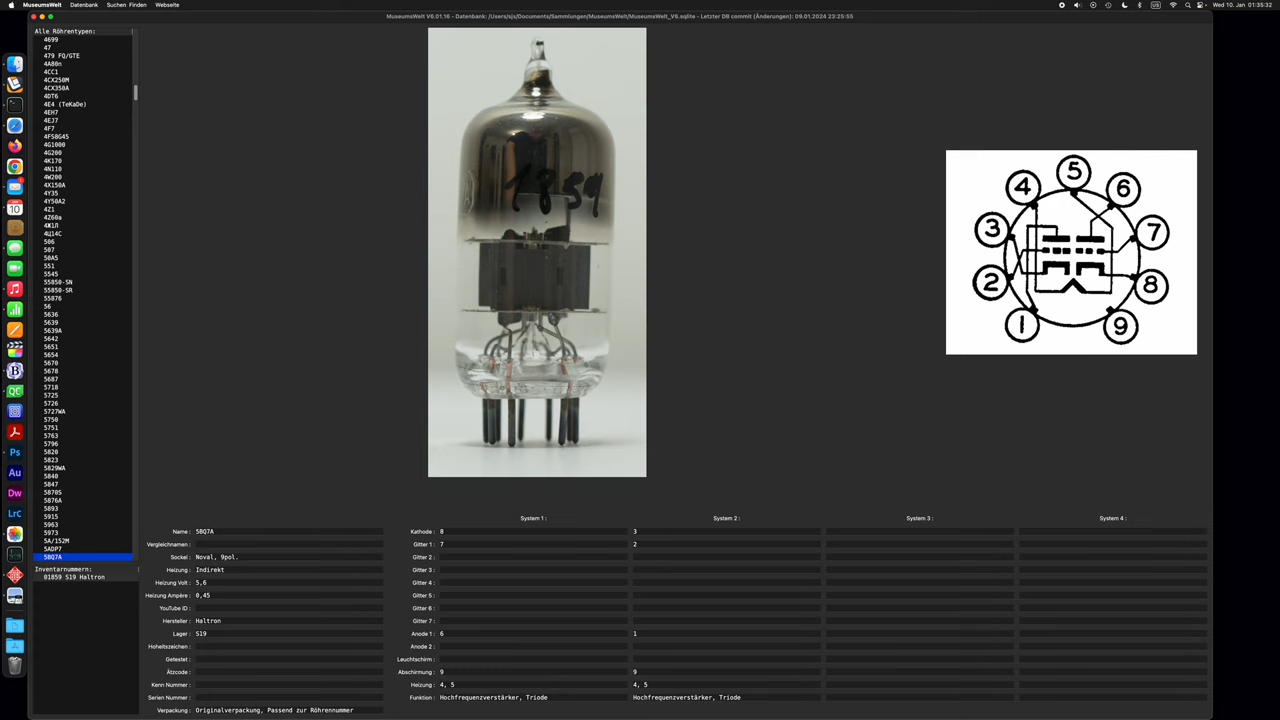 MuseumsWelt Datenbank Suchen Finden Webseite
US
Wed 10. Jan 01:35:32
MuseumsWelt V6.01.16 - Datenbank: /Users/sjs/Documents/Sammlungen/MuseumsWelt/MuseumsWelt_V6.sqlite - Letzter DB commit (Änderungen): 09.01.2024 23:25:55
Alle Röhrentypen:
4699
47
479 FQ/GTE
4A80n
4CC1
4CX250M
4CX350A
4DT6
4E4 (TeKaDe)
4EH7
4EJ7
4F7
4FS8G45
4G1000
4G200
4K170
4N110
4W200
4X150A
4Y35
4Y50A2
4Z1
4Z60a
4Ж1Л
4Ц14С
506
507
50A5
551
5545
55850-SN
55850-SR
55876
56
5636
5639
5639A
5642
5651
5654
5670
5678
5687
5718
5725
5726
5727WA
5750
5751
5763
5796
5820
5823
5829WA
5840
5847
5870S
5876A
5893
5915
5963
5973
5A/152M
5ADP7
5BQ7A
Inventarnummern:
01859 S19 Haltron
1859
5
4 6
3 7
2 8
1 9
System 1 : System 2 : System 3 : System 4 :
Name : 5BQ7A Kathode : 8 3
Vergleichnamen : Gitter 1 : 7 2
Sockel : Noval, 9pol. Gitter 2 :
Heizung : Indirekt Gitter 3 :
Heizung Volt : 5,6 Gitter 4 :
Heizung Ampère : 0,45 Gitter 5 :
YouTube ID : Gitter 6 :
Hersteller : Haltron Gitter 7 :
Lager : S19 Anode 1 : 6 1
Hoheitszeichen : Anode 2 :
Getestet : Leuchtschirm :
Ätzcode : Abschirmung : 9 9
Kenn Nummer : Heizung : 4, 5 4, 5
Serien Nummer : Funktion : Hochfrequenzverstärker, Triode Hochfrequenzverstärker, Triode
Verpackung : Originalverpackung, Passend zur Röhrennummer
Ps
Au
Dw
LrC
QC
10